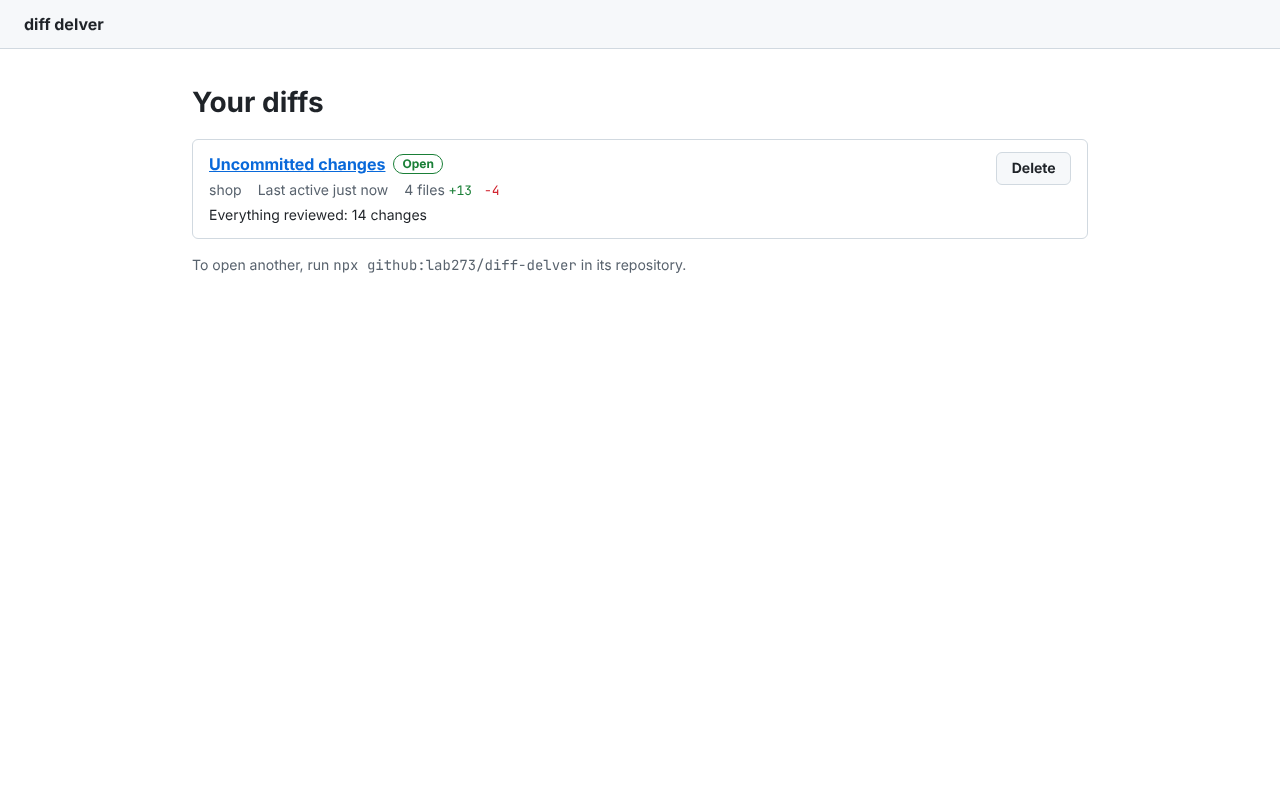 diff delver
Your diffs
Uncommitted changes Open
Delete
shop Last active just now 4 files +13 -4
Everything reviewed: 14 changes
To open another, run npx github:lab273/diff-delver in its repository.